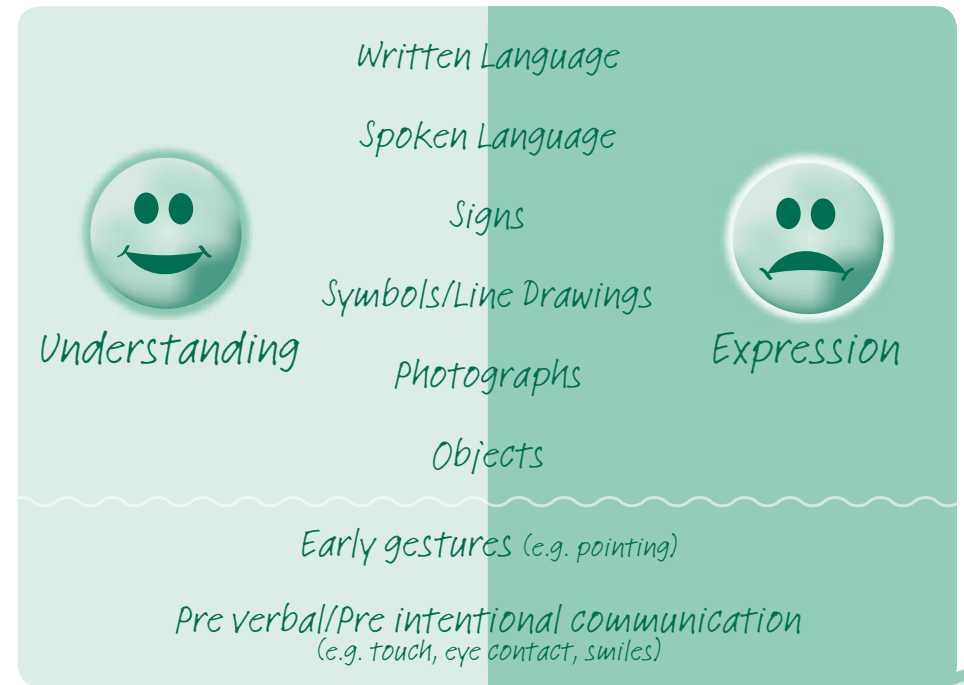 Written Language
Spoken Language
Signs
Symbols/Line Drawings
Understanding
Expression
Photographs
Objects
Early gestures (e.g. pointing)
Pre verbal/Pre intentional communication
(e.g. touch, eye contact, smiles)